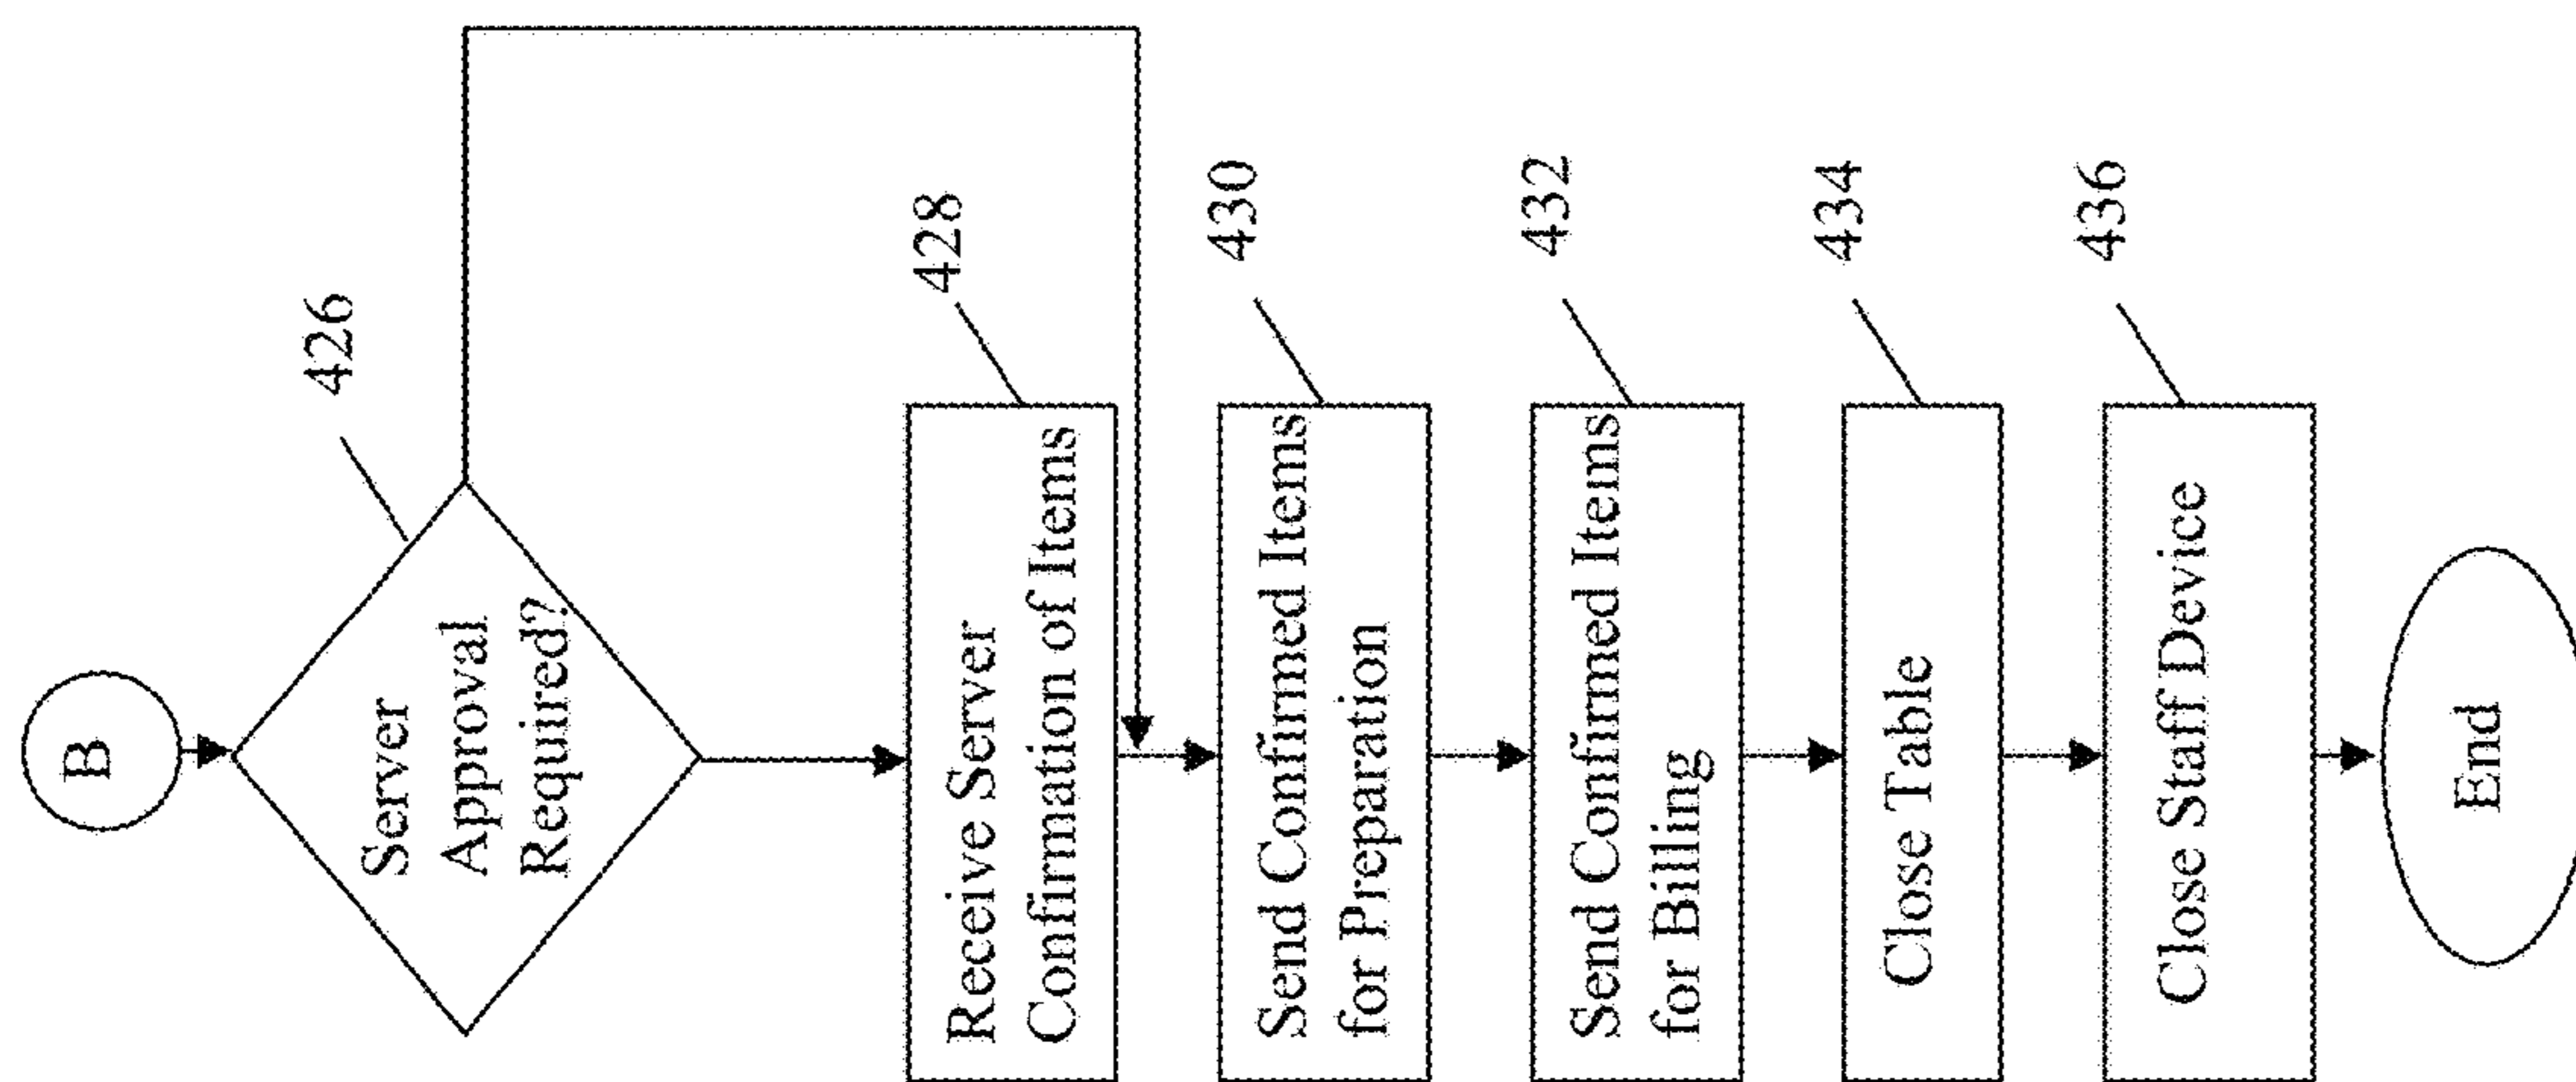 B
426
Server
Approval
Required?
428
Receive Server
Confirmation of Items
430
Send Confirmed Items
for Preparation
432
Send Confirmed Items
for Billing
434
Close Table
436
Close Staff Device
End